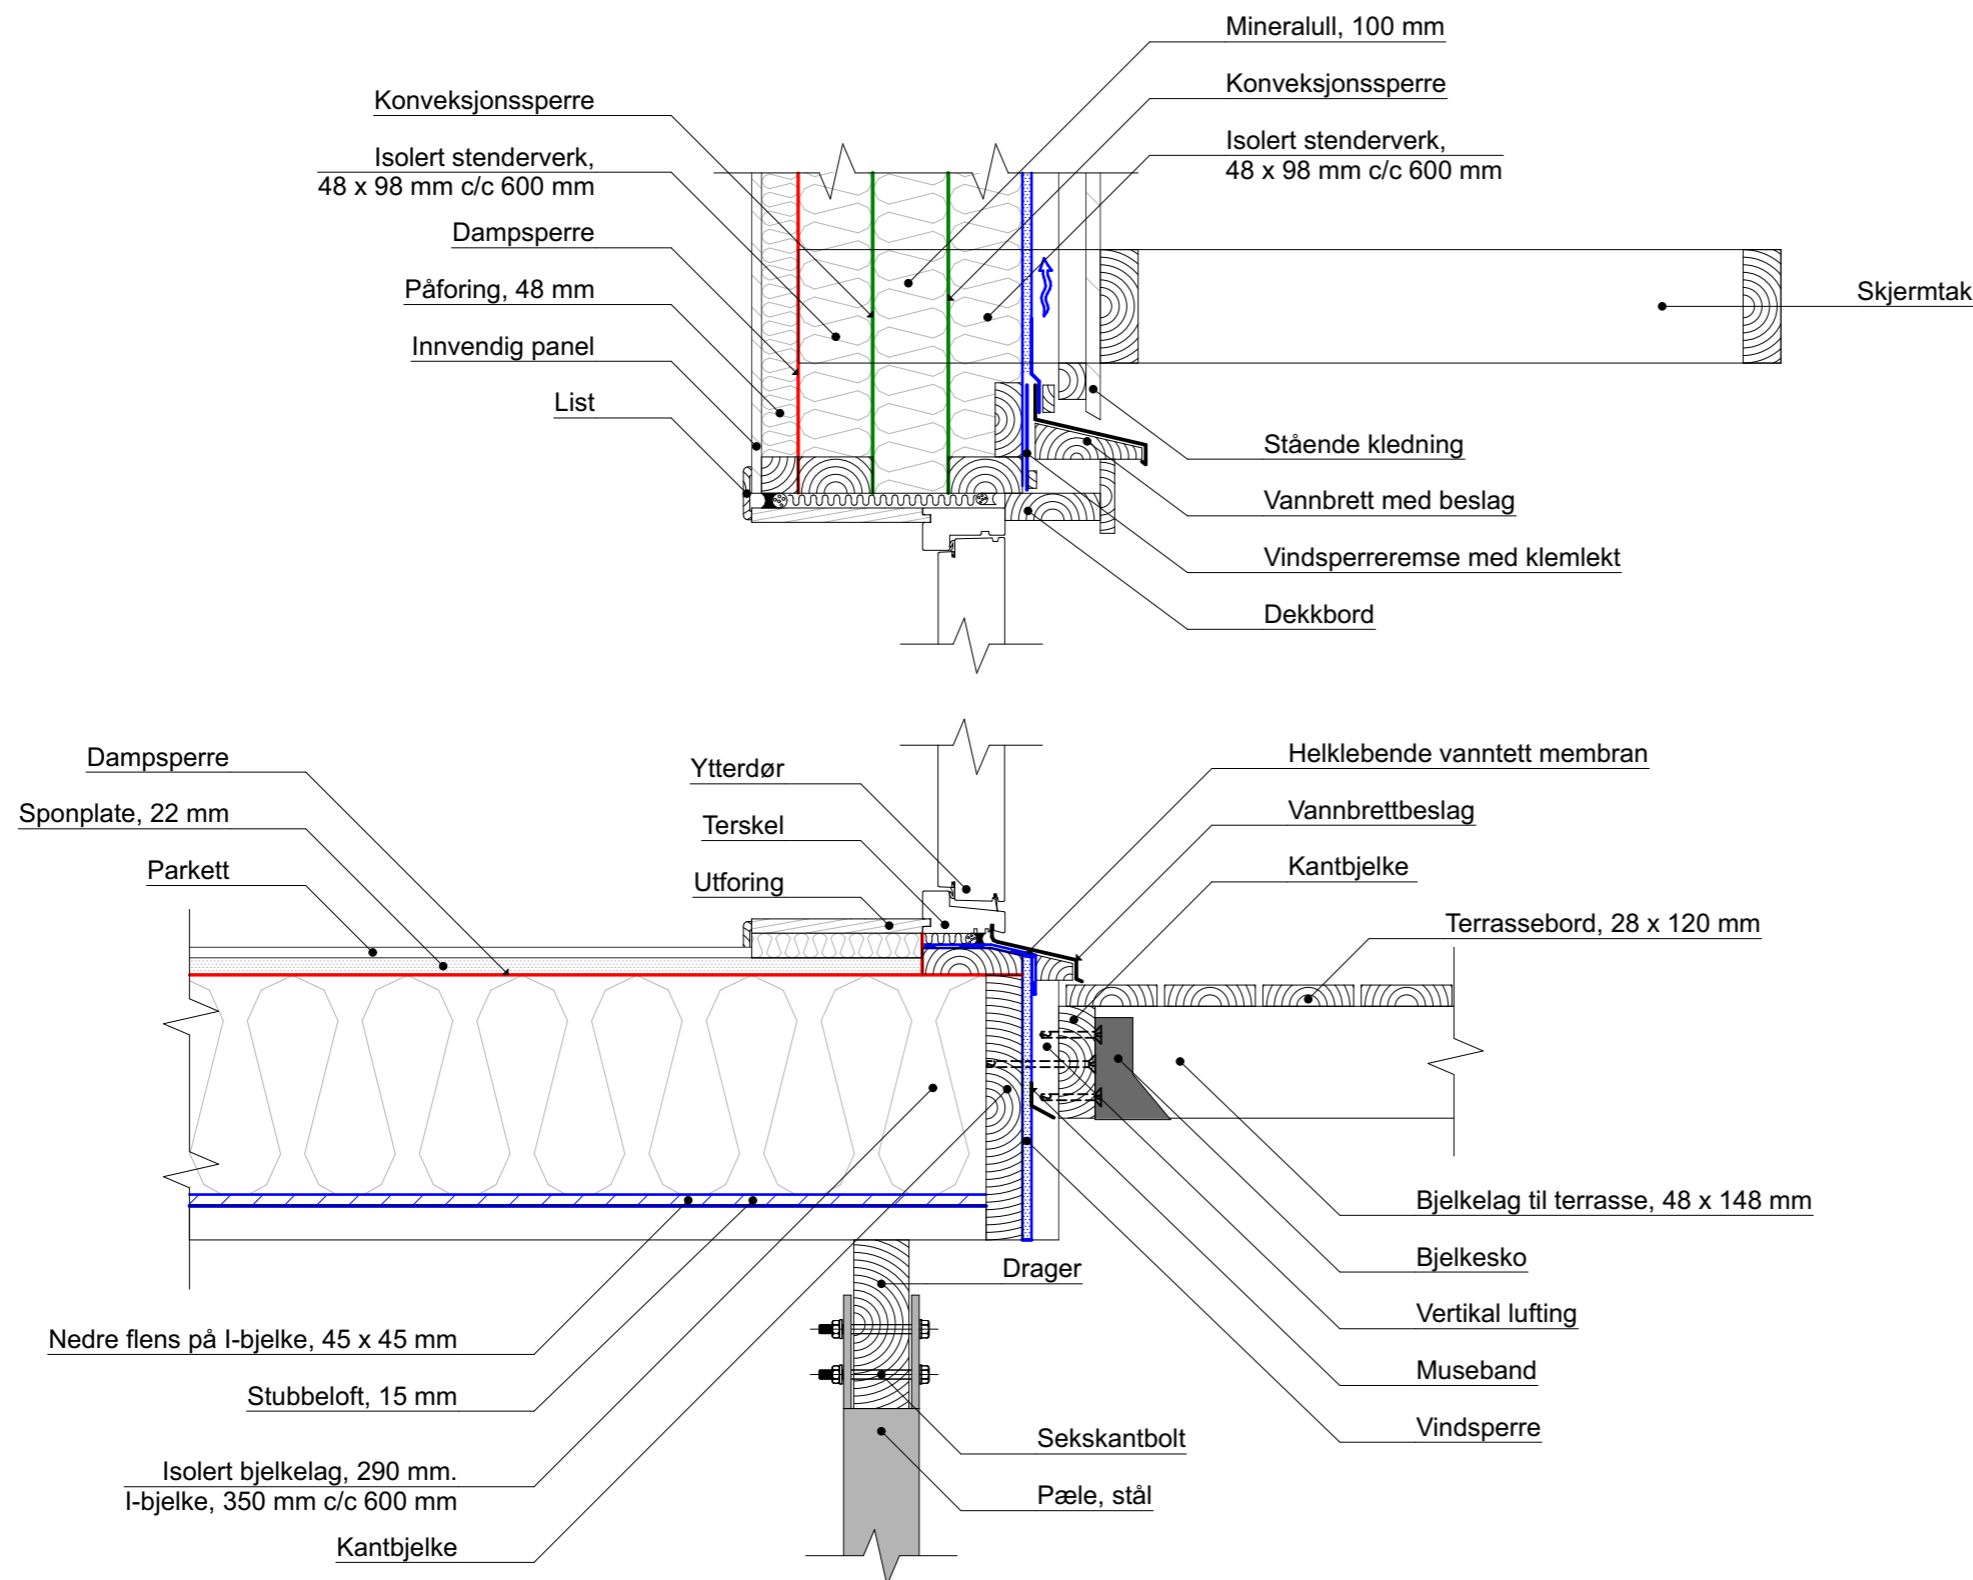 Mineralull, 100 mm
Konveksjonssperre
Isolert stenderverk,
48 x 98 mm c/c 600 mm
Konveksjonssperre
Isolert stenderverk,
48 x 98 mm c/c 600 mm
Dampsperre
Påforing, 48 mm
Innvendig panel
List
Skjermtak
Stående kledning
Vannbrett med beslag
Vindsperreremse med klemlekt
Dekkbord
Dampsperre
Sponplate, 22 mm
Parkett
Ytterdør
Terskel
Utforing
Helklebende vanntett membran
Vannbrettbeslag
Kantbjelke
Terrassebord, 28 x 120 mm
Nedre flens på I-bjelke, 45 x 45 mm
Stubbeloft, 15 mm
Isolert bjelkelag, 290 mm.
I-bjelke, 350 mm c/c 600 mm
Kantbjelke
Drager
Sekskantbolt
Pæle, stål
Bjelkelag til terrasse, 48 x 148 mm
Bjelkesko
Vertikal lufting
Museband
Vindsperre